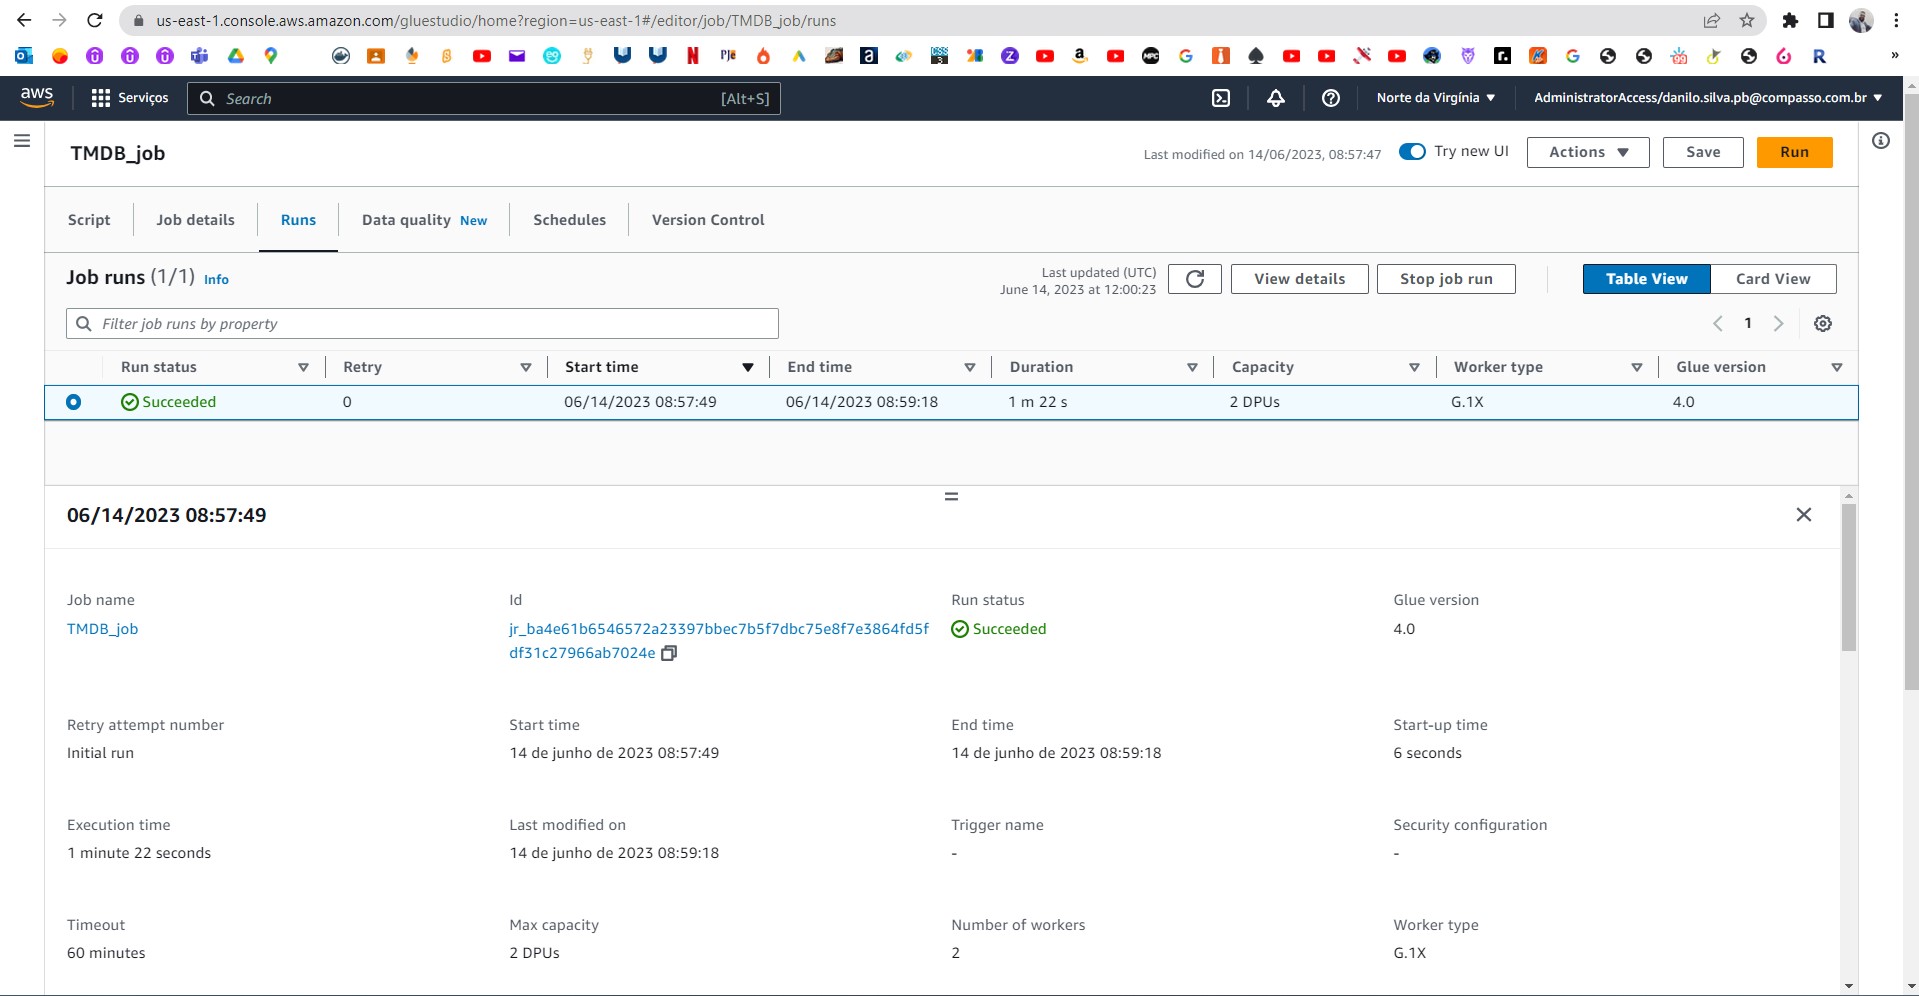 us-east-1.console.aws.amazon.com/gluestudio/home?region=us-east-1#/editor/job/TMDB_job/runs
aws Serviços Search [Alt+S] Norte da Virgínia AdministratorAccess/danilo.silva.pb@compasso.com.br
TMDB_job Last modified on 14/06/2023, 08:57:47 Try new UI Actions Save Run
Script Job details Runs Data quality New Schedules Version Control
Job runs (1/1) Info
Last updated (UTC)
June 14, 2023 at 12:00:23
View details Stop job run Table View Card View
Filter job runs by property 1
Run status Retry Start time End time Duration Capacity Worker type Glue version
Succeeded 0 06/14/2023 08:57:49 06/14/2023 08:59:18 1 m 22 s 2 DPUs G.1X 4.0
06/14/2023 08:57:49
Job name Id Run status Glue version
TMDB_job jr_ba4e61b6546572a23397bbec7b5f7dbc75e8f7e3864fd5f Succeeded 4.0
df31c27966ab7024e
Retry attempt number Start time End time Start-up time
Initial run 14 de junho de 2023 08:57:49 14 de junho de 2023 08:59:18 6 seconds
Execution time Last modified on Trigger name Security configuration
1 minute 22 seconds 14 de junho de 2023 08:59:18 - -
Timeout Max capacity Number of workers Worker type
60 minutes 2 DPUs 2 G.1X